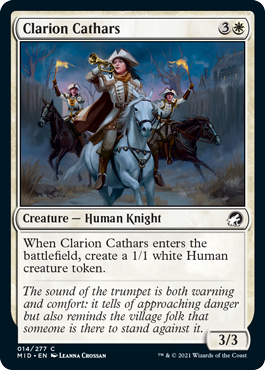 Clarion Cathars 3
Creature — Human Knight
When Clarion Cathars enters the
battlefield, create a 1/1 white Human
creature token.
The sound of the trumpet is both warning
and comfort: it tells of approaching danger
but also reminds the village folk that
someone is there to stand against it.
3/3
014/277 C
MID • EN LEANNA CROSSAN
™ & © 2021 Wizards of the Coast